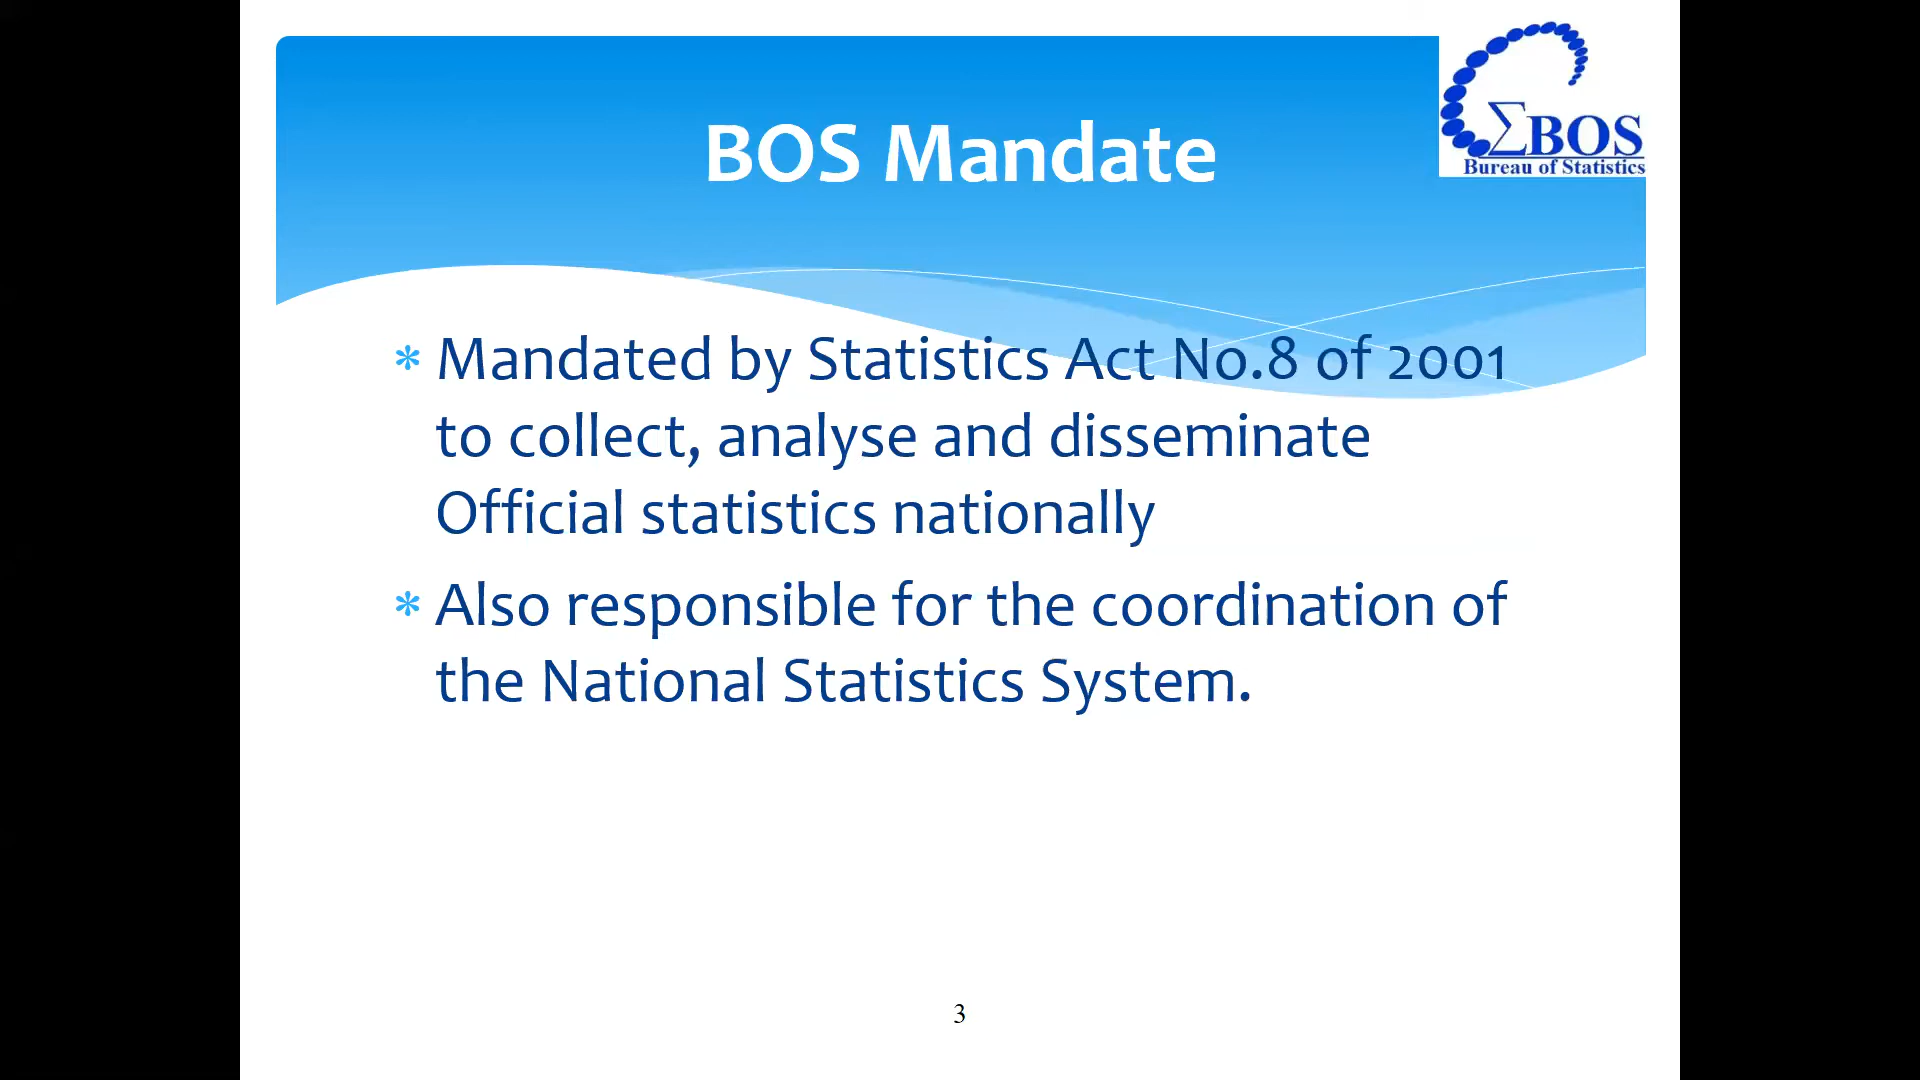 BOS Mandate
ΣBOS
Bureau of Statistics
* Mandated by Statistics Act No.8 of 2001
to collect, analyse and disseminate
Official statistics nationally
* Also responsible for the coordination of
the National Statistics System.
3